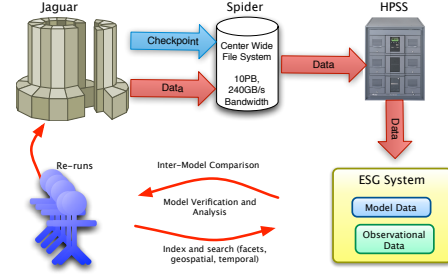 Jaguar
Spider
HPSS
Checkpoint
Data
Center Wide
File System
10PB,
240GB/s
Bandwidth
Data
Data
Re-runs
Inter-Model Comparison
Model Verification and
Analysis
Index and search (facets,
geospatial, temporal)
ESG System
Model Data
Observational
Data